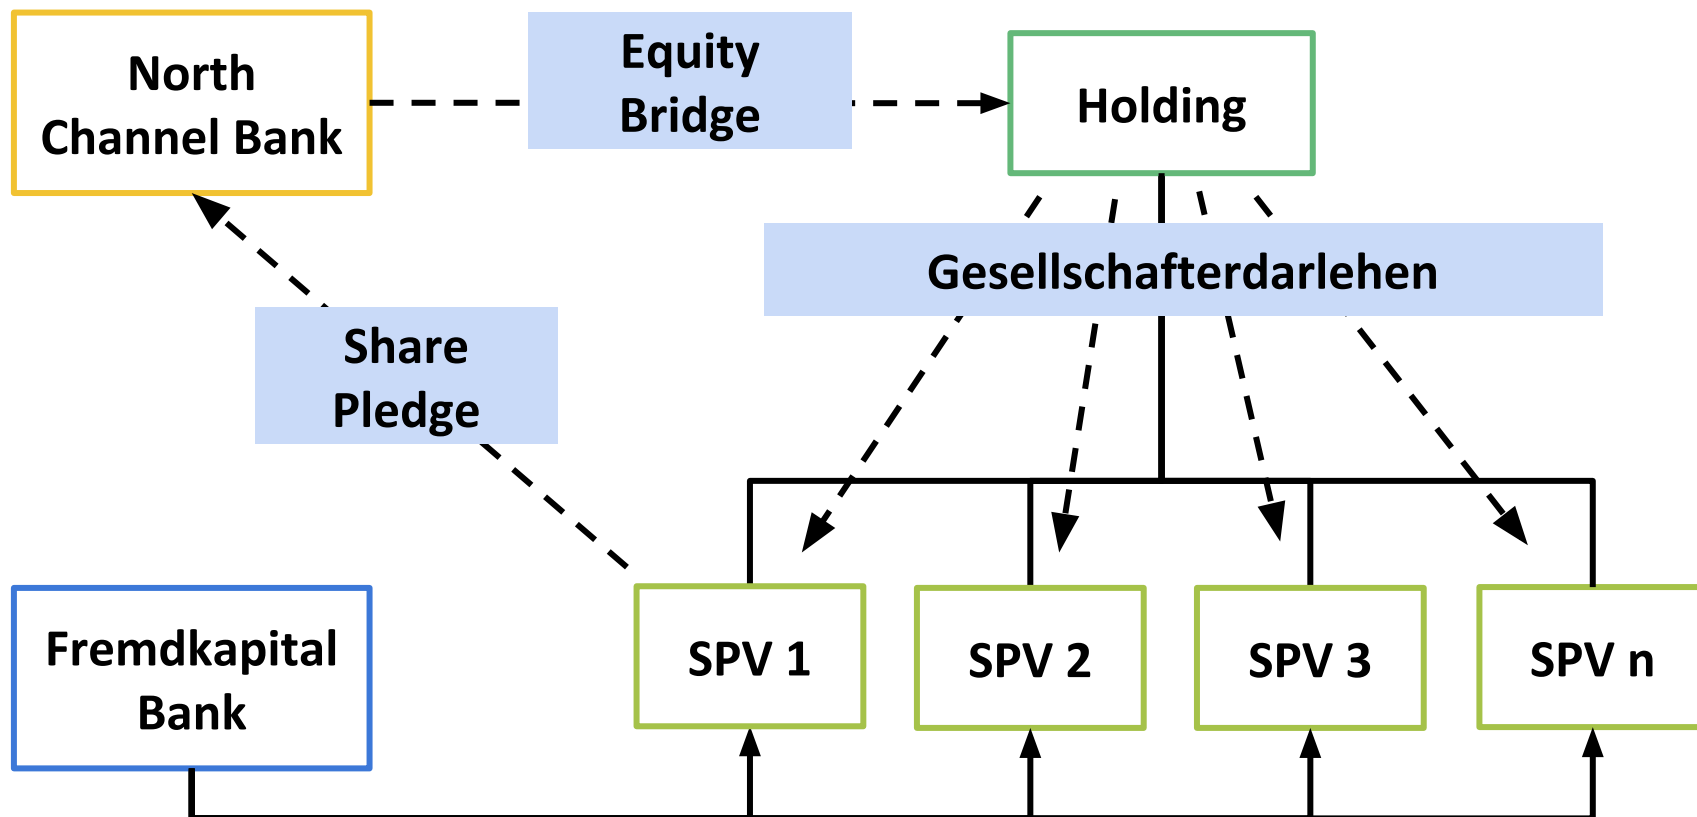 North
Channel Bank
Equity
Bridge
Holding
Gesellschafterdarlehen
Share
Pledge
Fremdkapital
Bank
SPV 1
SPV 2
SPV 3
SPV n